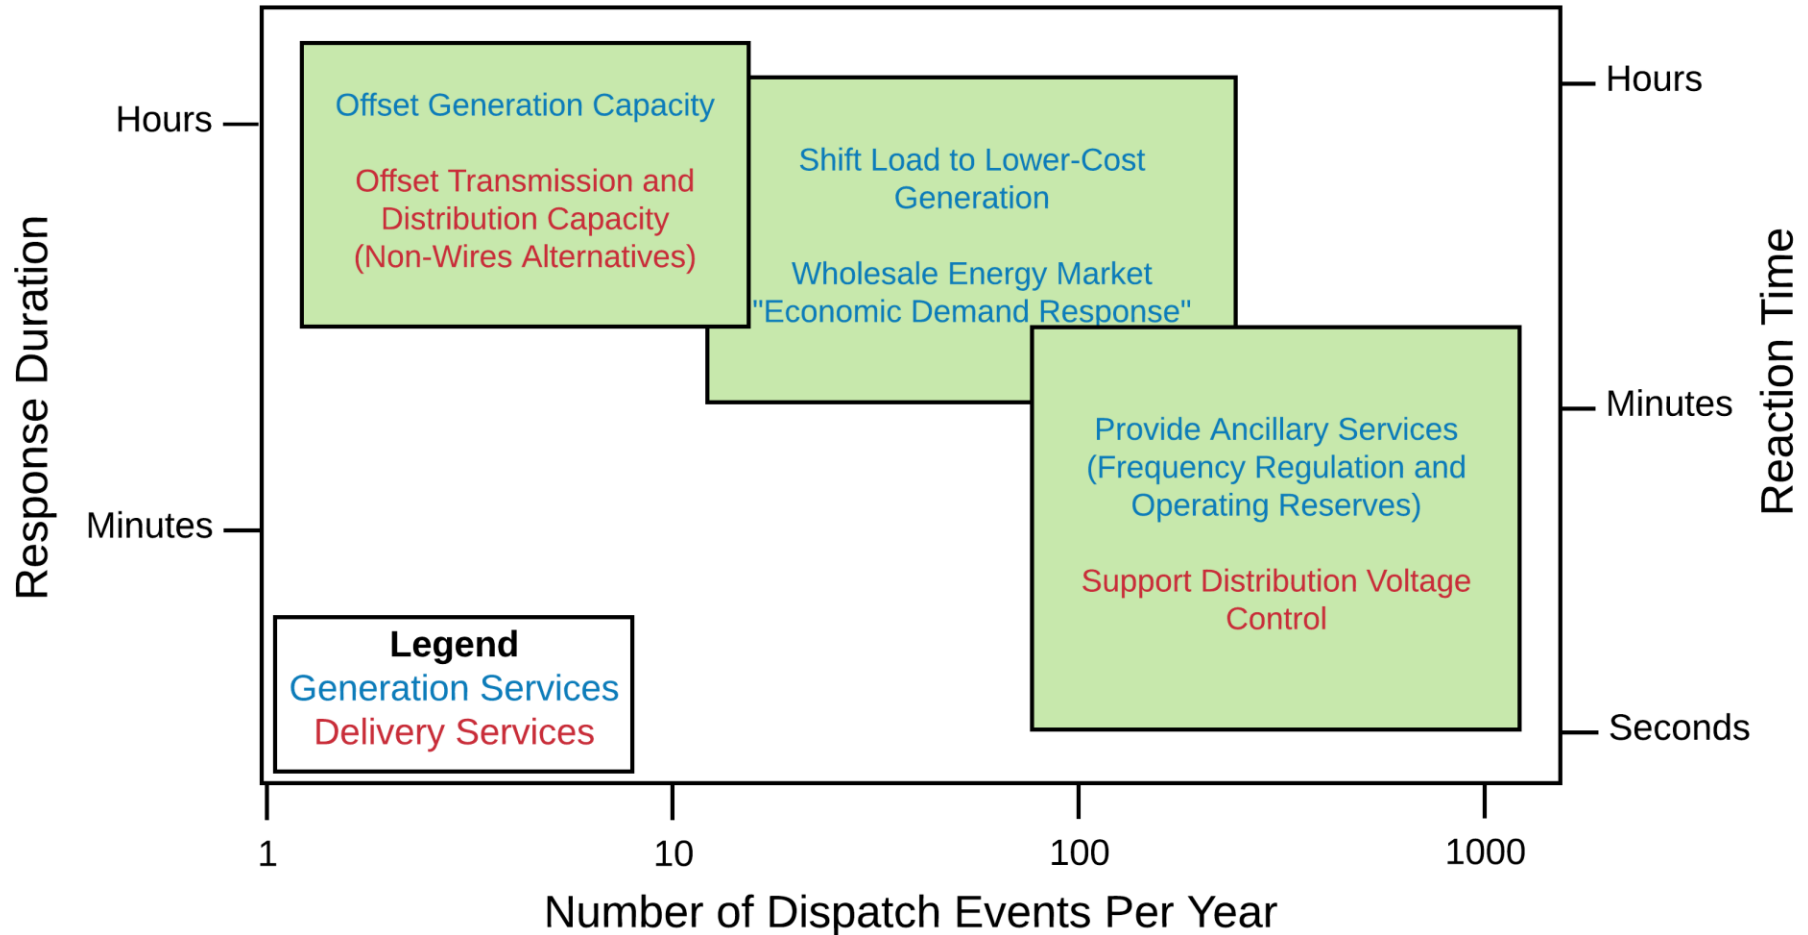 Offset Generation Capacity
Offset Transmission and
Distribution Capacity
(Non-Wires Alternatives)
Shift Load to Lower-Cost
Generation
Wholesale Energy Market
"Economic Demand Response"
Provide Ancillary Services
(Frequency Regulation and
Operating Reserves)
Support Distribution Voltage
Control
Legend
Generation Services
Delivery Services
Response Duration
Hours
Minutes
Reaction Time
Hours
Minutes
Seconds
1
10
100
1000
Number of Dispatch Events Per Year